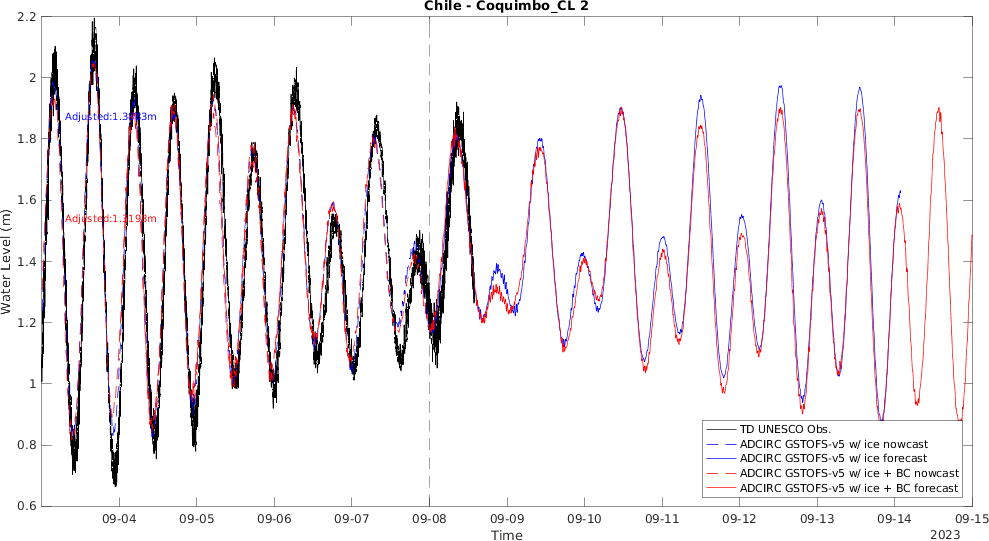 Chile - Coquimbo_CL 2
2.2
2
1.8
1.6
1.4
1.2
1
0.8
0.6
Water Level (m)
Adjusted:
Adjusted:
TD UNESCO Obs.
ADCIRC GSTOFS-v5 w/ ice nowcast
ADCIRC GSTOFS-v5 w/ ice forecast
ADCIRC GSTOFS-v5 w/ ice + BC nowcast
ADCIRC GSTOFS-v5 w/ ice + BC forecast
09-04 09-05 09-06 09-07 09-08 09-09 09-10 09-11 09-12 09-13 09-14 09-15
Time
2023